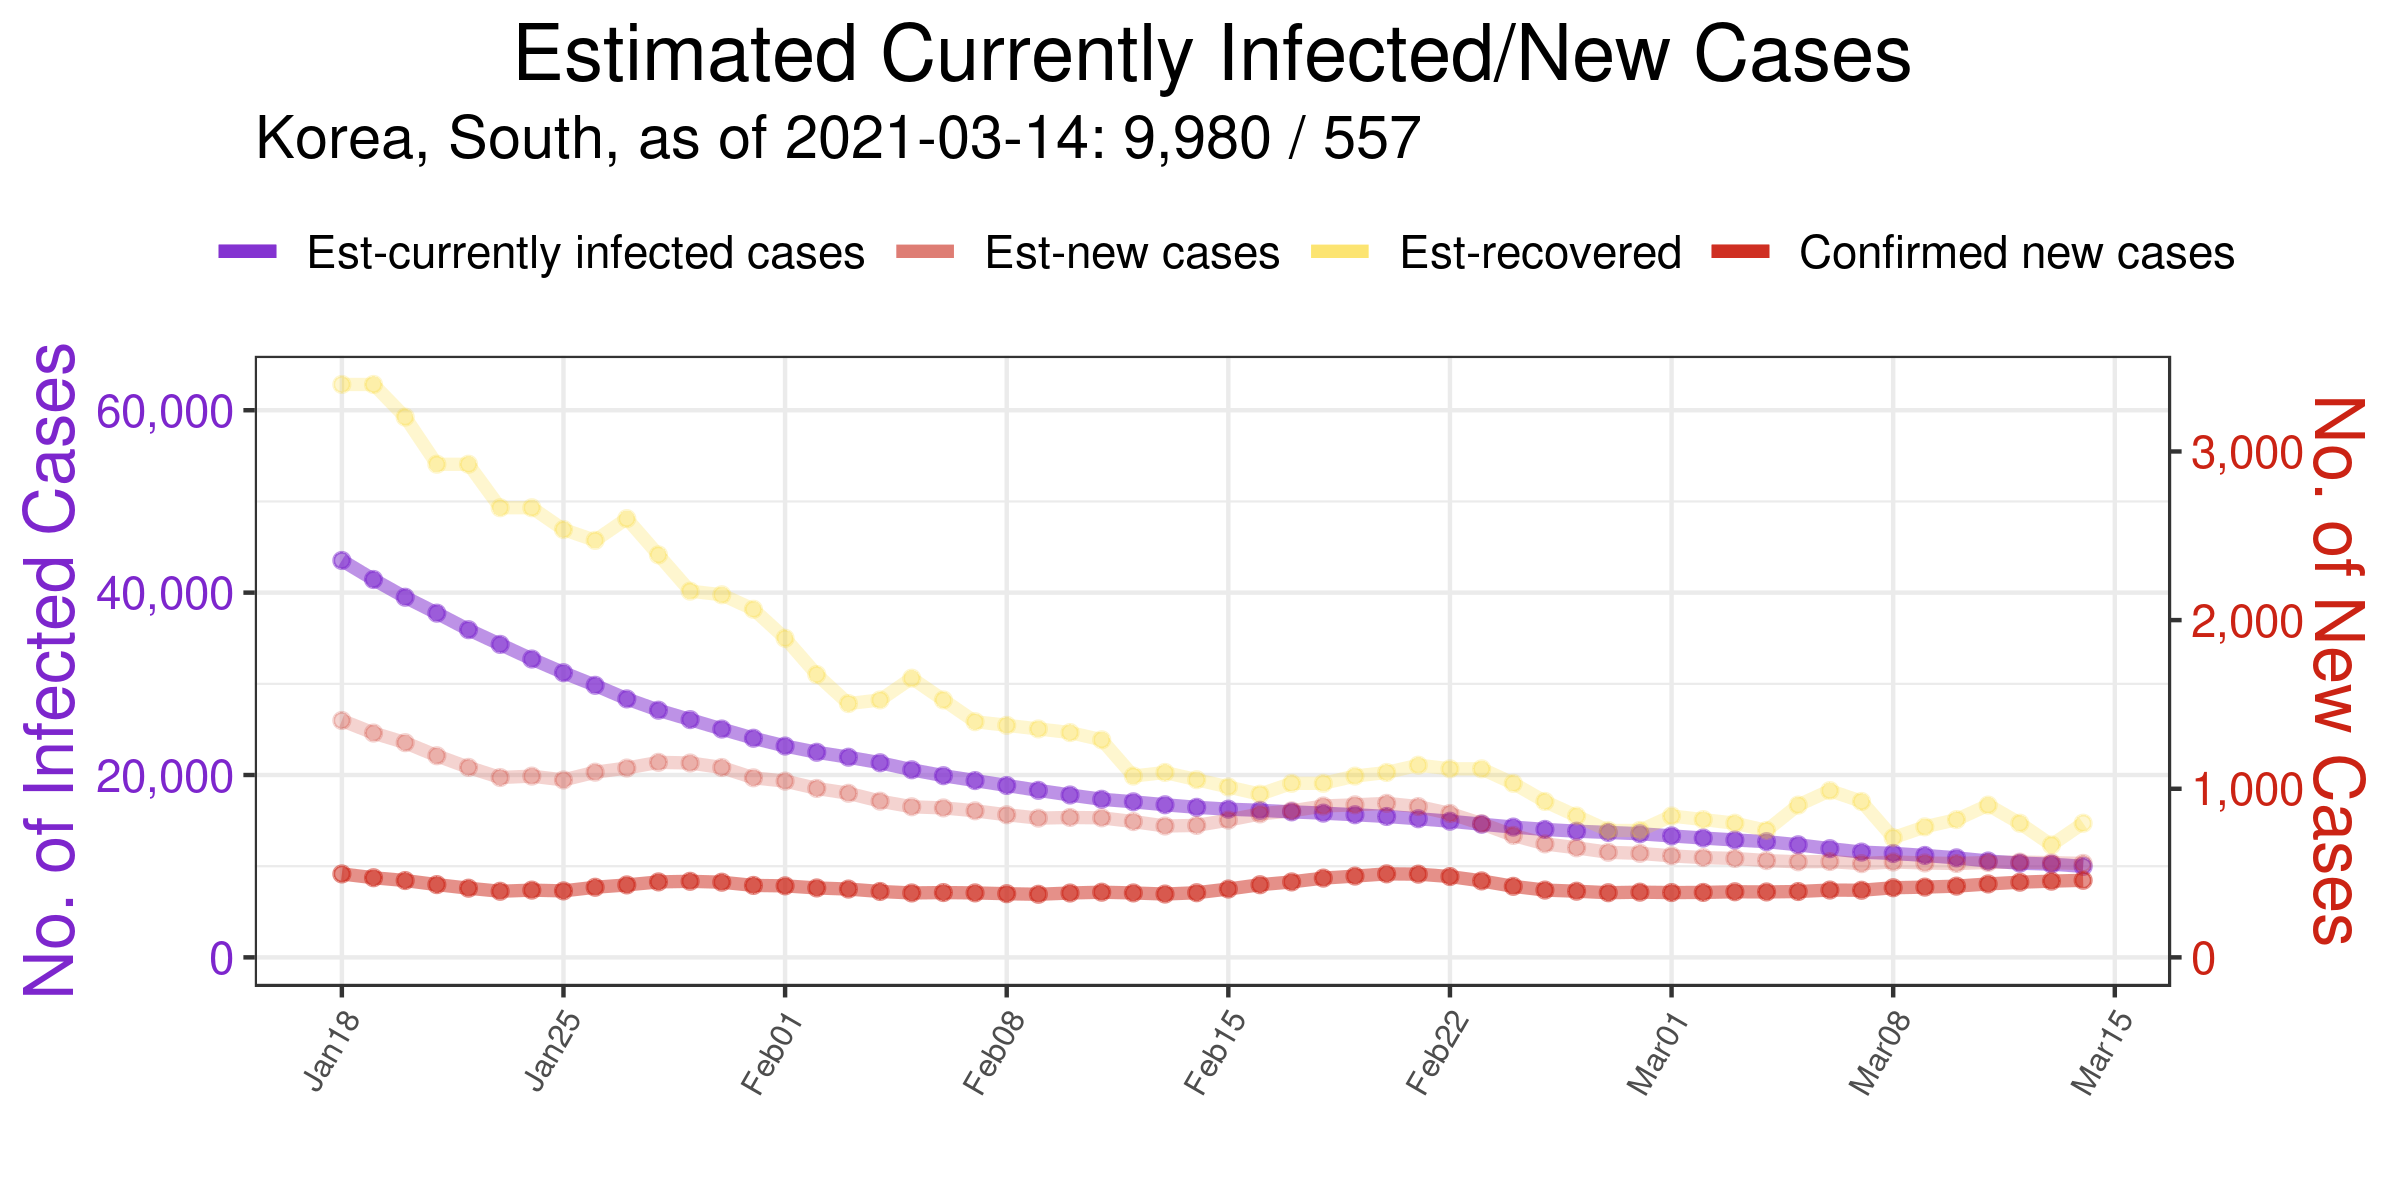 Estimated Currently Infected/New Cases
Korea, South, as of 2021-03-14: 9,980 / 557
Est-currently infected cases Est-new cases Est-recovered Confirmed new cases
No. of Infected Cases
60,000
40,000
20,000
0
3,000
2,000
1,000
0
No. of New Cases
Jan18 Jan25 Feb01 Feb08 Feb15 Feb22 Mar01 Mar08 Mar15